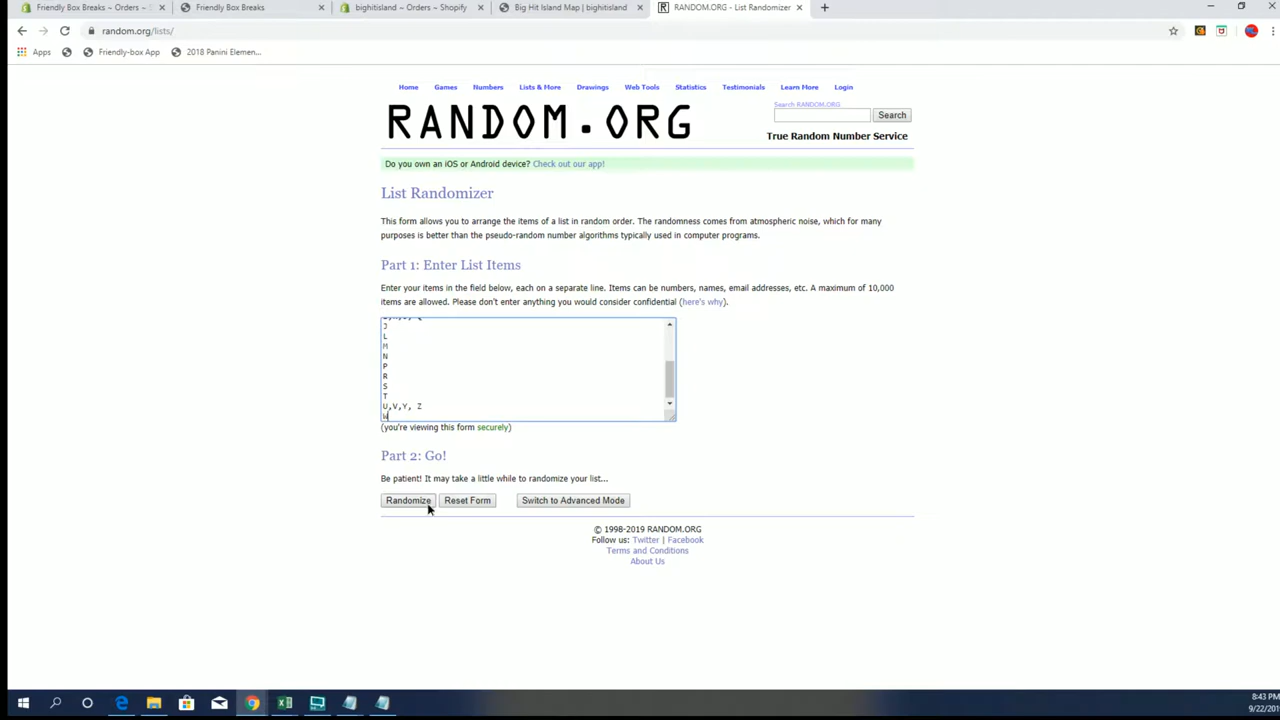 Friendly Box Breaks ~ Orders ~ S
Friendly Box Breaks
bighitisland ~ Orders ~ Shopify
Big Hit Island Map | bighitisland
RANDOM.ORG - List Randomizer
random.org/lists/
Apps
Friendly-box App
2018 Panini Elemen...
Home
Games
Numbers
Lists & More
Drawings
Web Tools
Statistics
Testimonials
Learn More
Login
RANDOM.ORG
Search RANDOM.ORG
Search
True Random Number Service
Do you own an iOS or Android device? Check out our app!
List Randomizer
This form allows you to arrange the items of a list in random order. The randomness comes from atmospheric noise, which for many
purposes is better than the pseudo-random number algorithms typically used in computer programs.
Part 1: Enter List Items
Enter your items in the field below, each on a separate line. Items can be numbers, names, email addresses, etc. A maximum of 10,000
items are allowed. Please don't enter anything you would consider confidential (here's why).
J
L
M
N
P
R
S
T
U,V,Y, Z
W
(you're viewing this form securely)
Part 2: Go!
Be patient! It may take a little while to randomize your list...
Randomize
Reset Form
Switch to Advanced Mode
© 1998-2019 RANDOM.ORG
Follow us: Twitter | Facebook
Terms and Conditions
About Us
8:43 PM
9/22/201